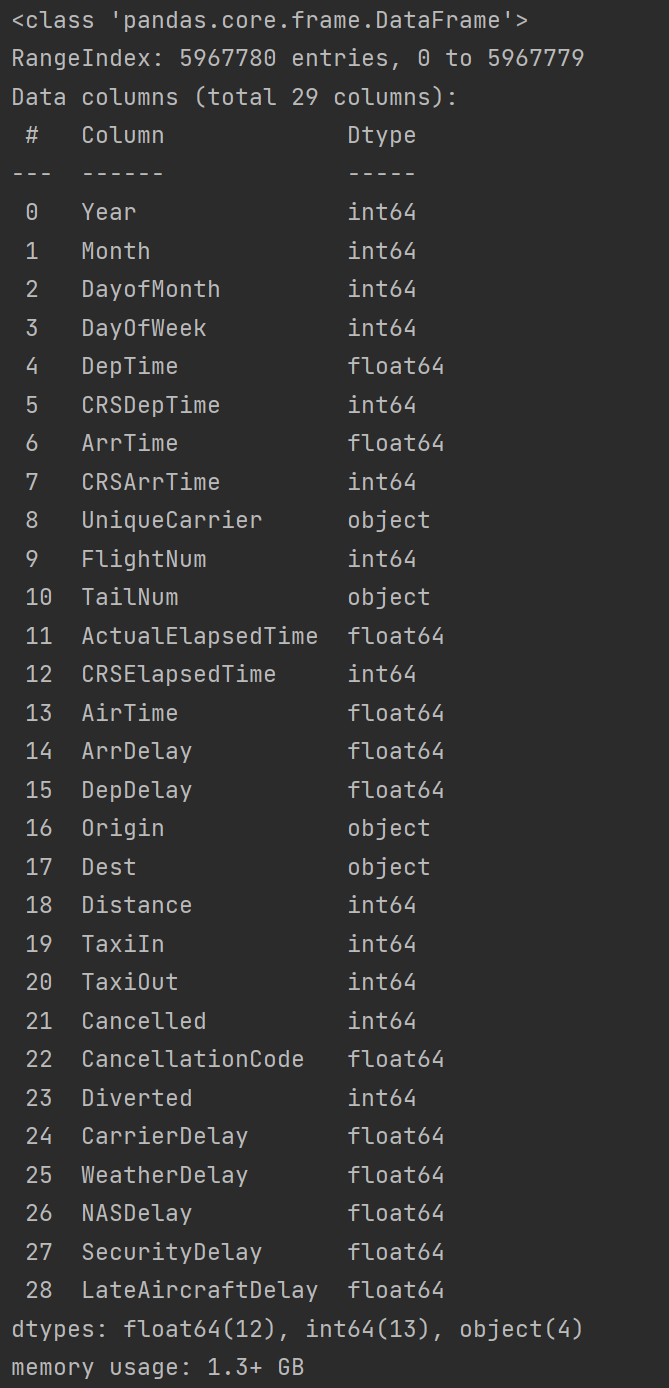 <class 'pandas.core.frame.DataFrame'>
RangeIndex: 5967780 entries, 0 to 5967779
Data columns (total 29 columns):
 #   Column             Dtype
---  ------             -----
 0   Year               int64
 1   Month              int64
 2   DayofMonth         int64
 3   DayOfWeek          int64
 4   DepTime            float64
 5   CRSDepTime         int64
 6   ArrTime            float64
 7   CRSArrTime         int64
 8   UniqueCarrier      object
 9   FlightNum          int64
 10  TailNum            object
 11  ActualElapsedTime  float64
 12  CRSElapsedTime     int64
 13  AirTime            float64
 14  ArrDelay           float64
 15  DepDelay           float64
 16  Origin             object
 17  Dest               object
 18  Distance           int64
 19  TaxiIn             int64
 20  TaxiOut            int64
 21  Cancelled          int64
 22  CancellationCode   float64
 23  Diverted           int64
 24  CarrierDelay       float64
 25  WeatherDelay       float64
 26  NASDelay           float64
 27  SecurityDelay      float64
 28  LateAircraftDelay  float64
dtypes: float64(12), int64(13), object(4)
memory usage: 1.3+ GB